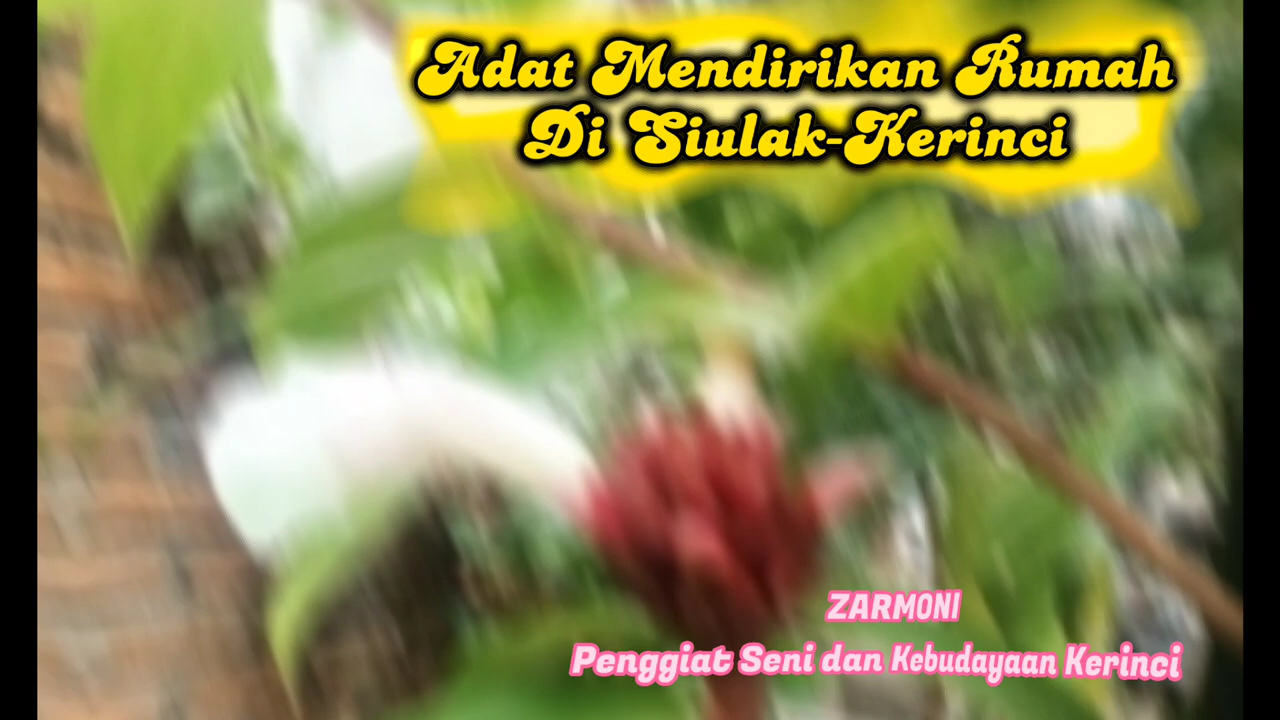 Adat Mendirikan Rumah
Di Siulak-Kerinci
ZARMONI
Penggiat Seni dan Kebudayaan Kerinci